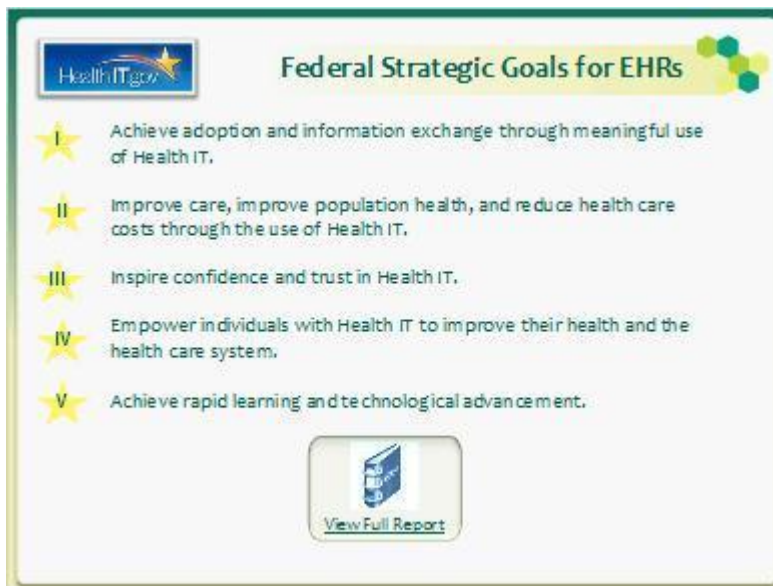 HealthIT.gov
Federal Strategic Goals for EHRs
I
Achieve adoption and information exchange through meaningful use
of Health IT.
II
Improve care, improve population health, and reduce health care
costs through the use of Health IT.
III
Inspire confidence and trust in Health IT.
IV
Empower individuals with Health IT to improve their health and the
health care system.
V
Achieve rapid learning and technological advancement.
View Full Report